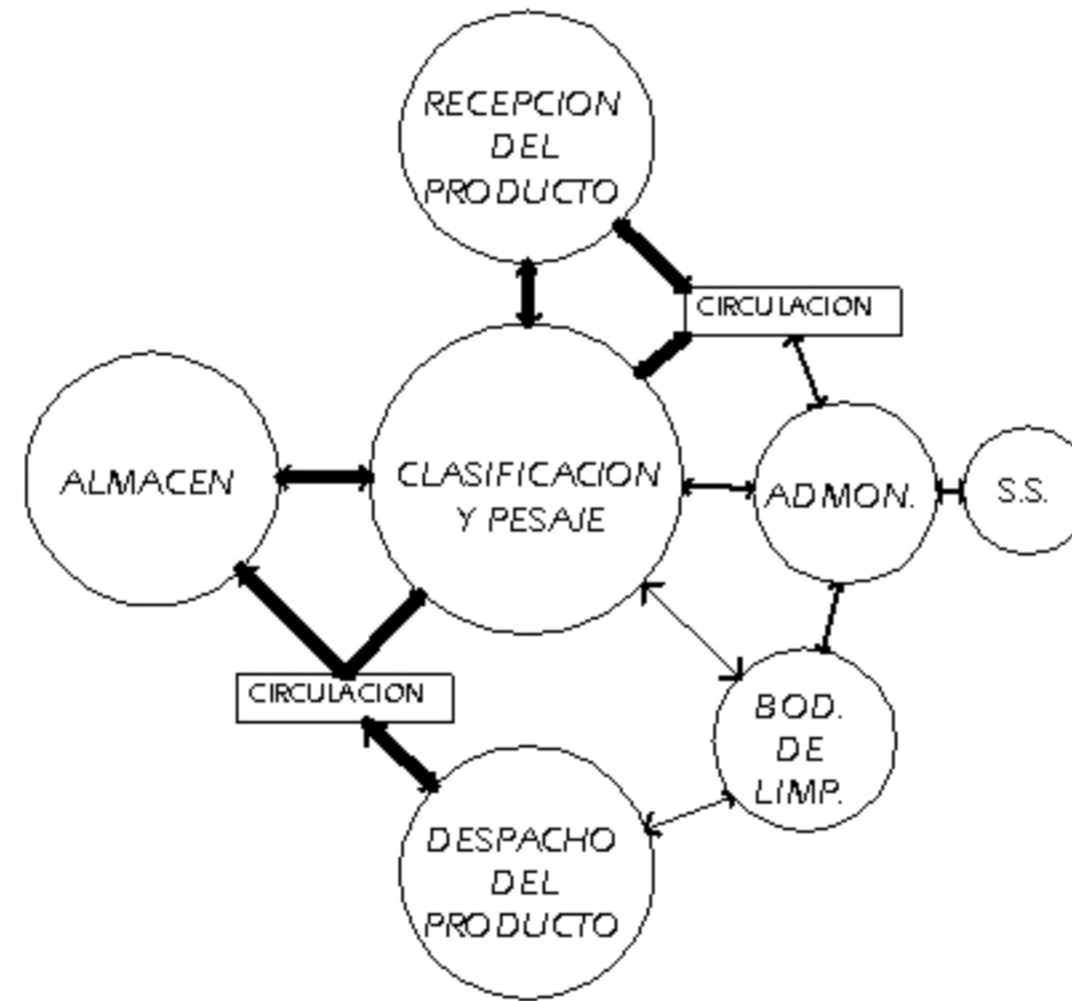 RECEPCION
DEL
PRODUCTO
CIRCULACION
ALMACEN
CLASIFICACION
Y PESAJE
ADMON.
S.S.
CIRCULACION
BOD.
DE
LIMP.
DESPACHO
DEL
PRODUCTO